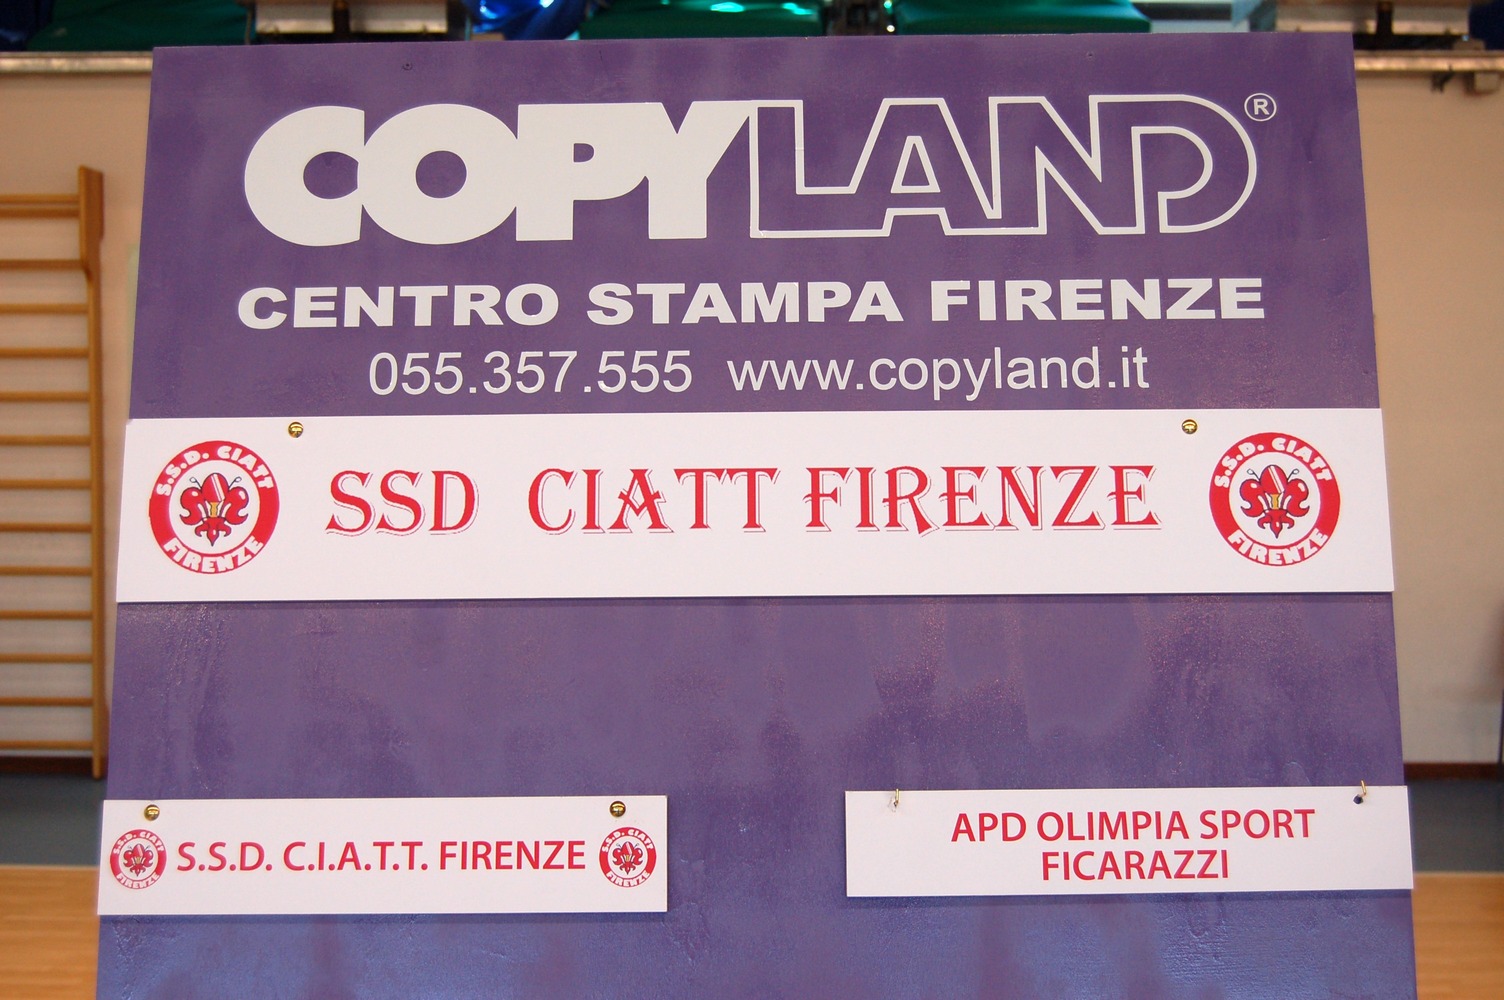 COPYLAND®
CENTRO STAMPA FIRENZE
055.357.555 www.copyland.it
S.S.D. CIATT FIRENZE
SSD CIATT FIRENZE
S.S.D. CIATT FIRENZE
S.S.D. CIATT FIRENZE
S.S.D. C.I.A.T.T. FIRENZE
S.S.D. CIATT FIRENZE
APD OLIMPIA SPORT
FICARAZZI